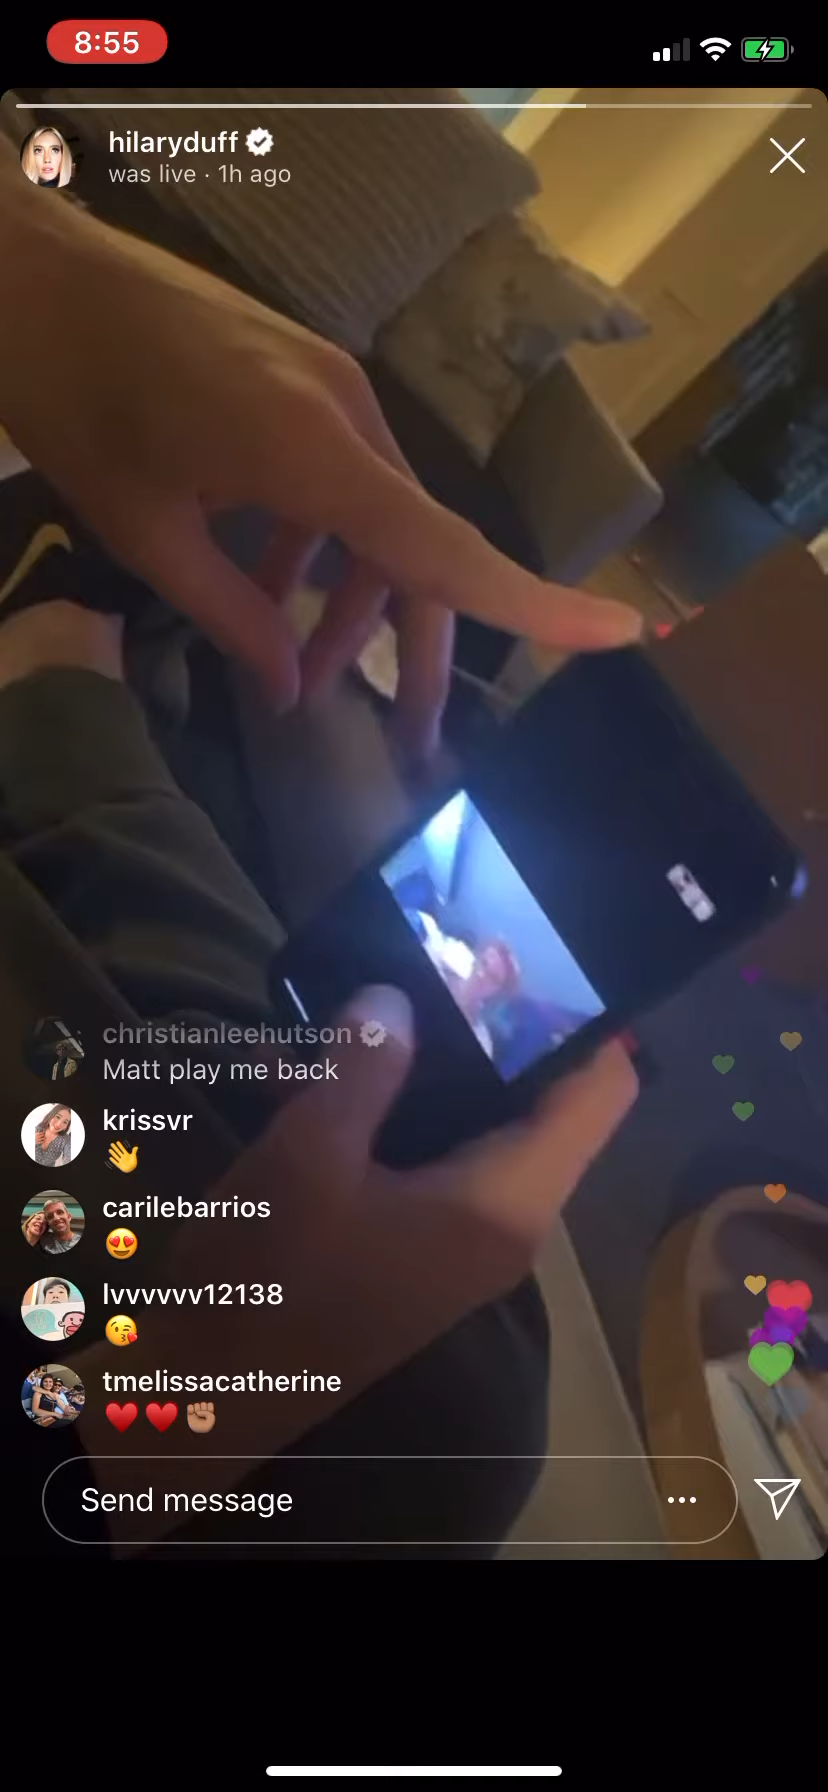 8:55
hilaryduff
was live · 1h ago
christianleehutson
Matt play me back
krissvr
👋
carilebarrios
😍
lvvvvvv12138
😘
tmelissacatherine
❤️❤️✊🏽
Send message